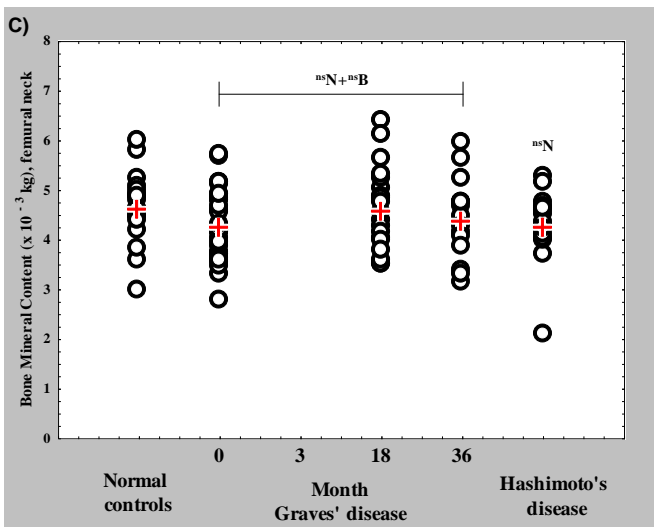 C)
8
7
6
5
4
3
2
1
0
Bone Mineral Content (x 10 - 3 kg), femural neck
nsN+nsB
nsN
0 3 18 36
Normal
controls
Month
Graves' disease
Hashimoto's
disease